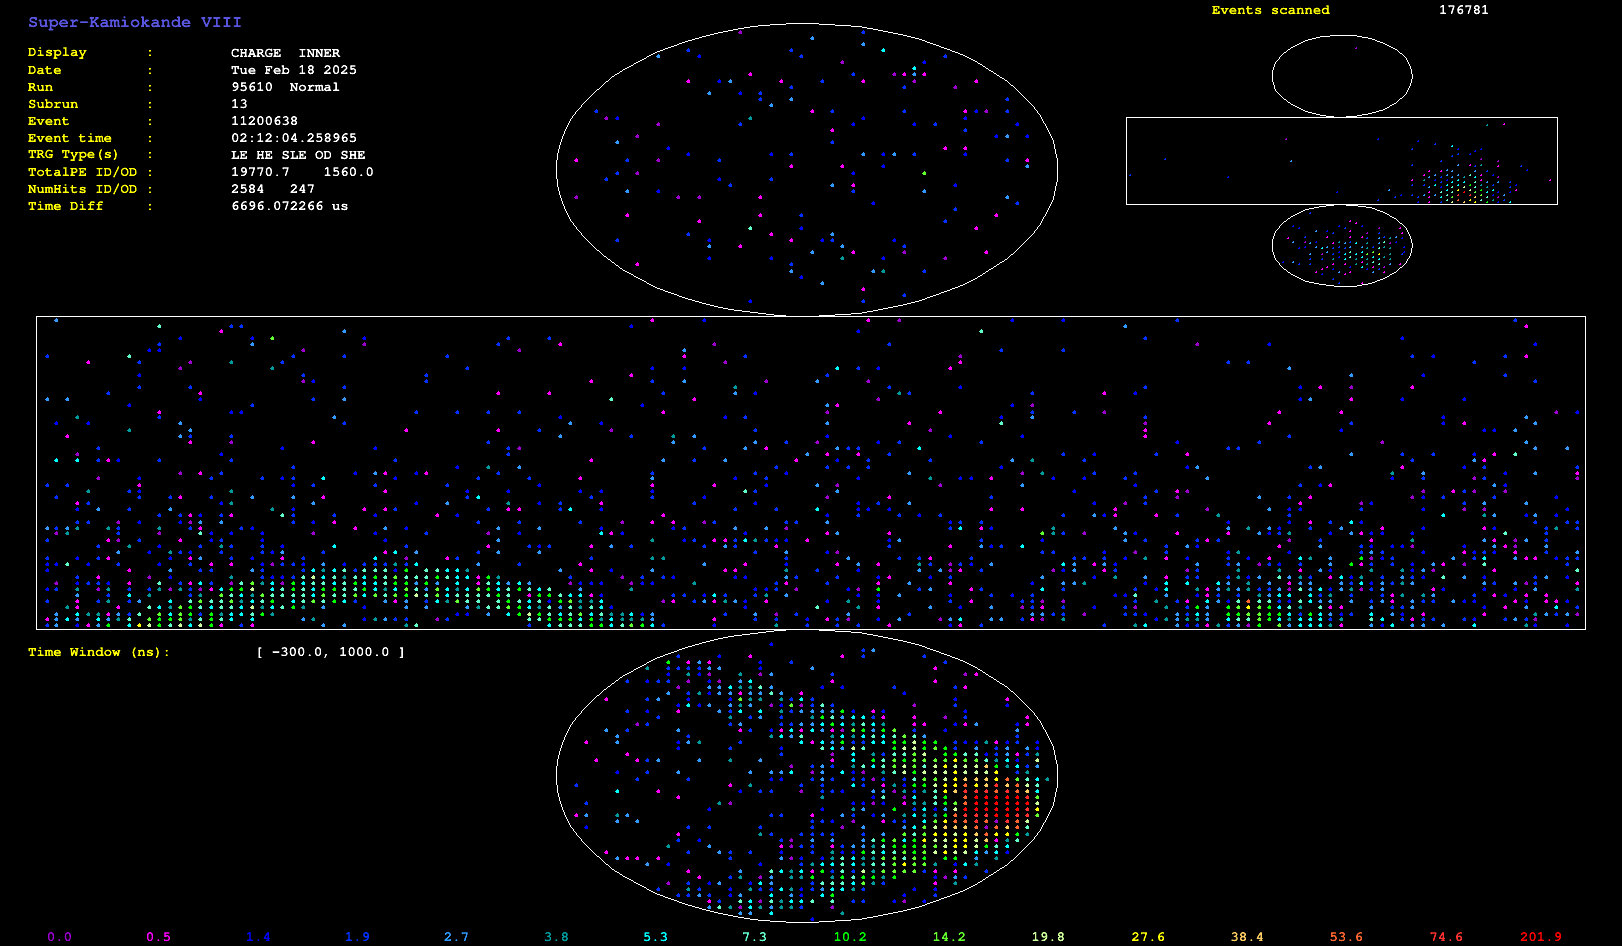 Super-Kamiokande VIII
Events scanned 176781
Display : CHARGE INNER
Date : Tue Feb 18 2025
Run : 95610 Normal
Subrun : 13
Event : 11200638
Event time : 02:12:04.258965
TRG Type(s) : LE HE SLE OD SHE
TotalPE ID/OD : 19770.7 1560.0
NumHits ID/OD : 2584 247
Time Diff : 6696.072266 us
Time Window (ns): [ -300.0, 1000.0 ]
0.0 0.5 1.4 1.9 2.7 3.8 5.3 7.3 10.2 14.2 19.8 27.6 38.4 53.6 74.6 201.9